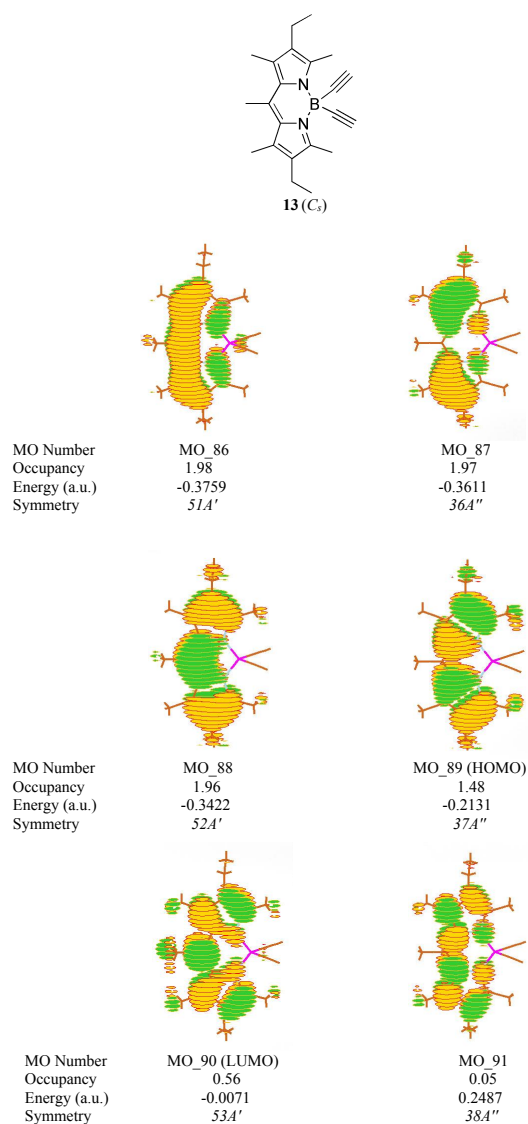 N
B
N
13 (Cs)
MO Number MO_86 MO_87
Occupancy 1.98 1.97
Energy (a.u.) -0.3759 -0.3611
Symmetry 51A' 36A"
MO Number MO_88 MO_89 (HOMO)
Occupancy 1.96 1.48
Energy (a.u.) -0.3422 -0.2131
Symmetry 52A' 37A"
MO Number MO_90 (LUMO) MO_91
Occupancy 0.56 0.05
Energy (a.u.) -0.0071 0.2487
Symmetry 53A' 38A"